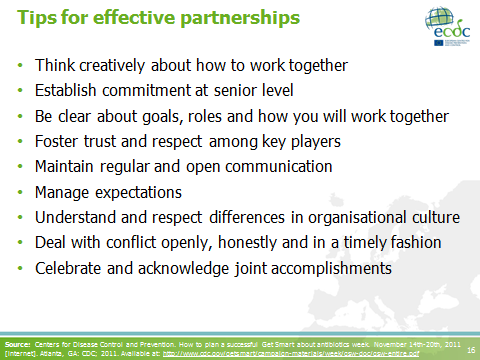 Tips for effective partnerships
ecdc
• Think creatively about how to work together
• Establish commitment at senior level
• Be clear about goals, roles and how you will work together
• Foster trust and respect among key players
• Maintain regular and open communication
• Manage expectations
• Understand and respect differences in organisational culture
• Deal with conflict openly, honestly and in a timely fashion
• Celebrate and acknowledge joint accomplishments
Source: Centers for Disease Control and Prevention. How to plan a successful Get Smart about antibiotics week. November 14th-20th, 2011
[Internet]. Atlanta, GA: CDC; 2011. Available at: http://www.cdc.gov/getsmart/campaign-materials/week/gsw-doc/gsw-entire.pdf
16